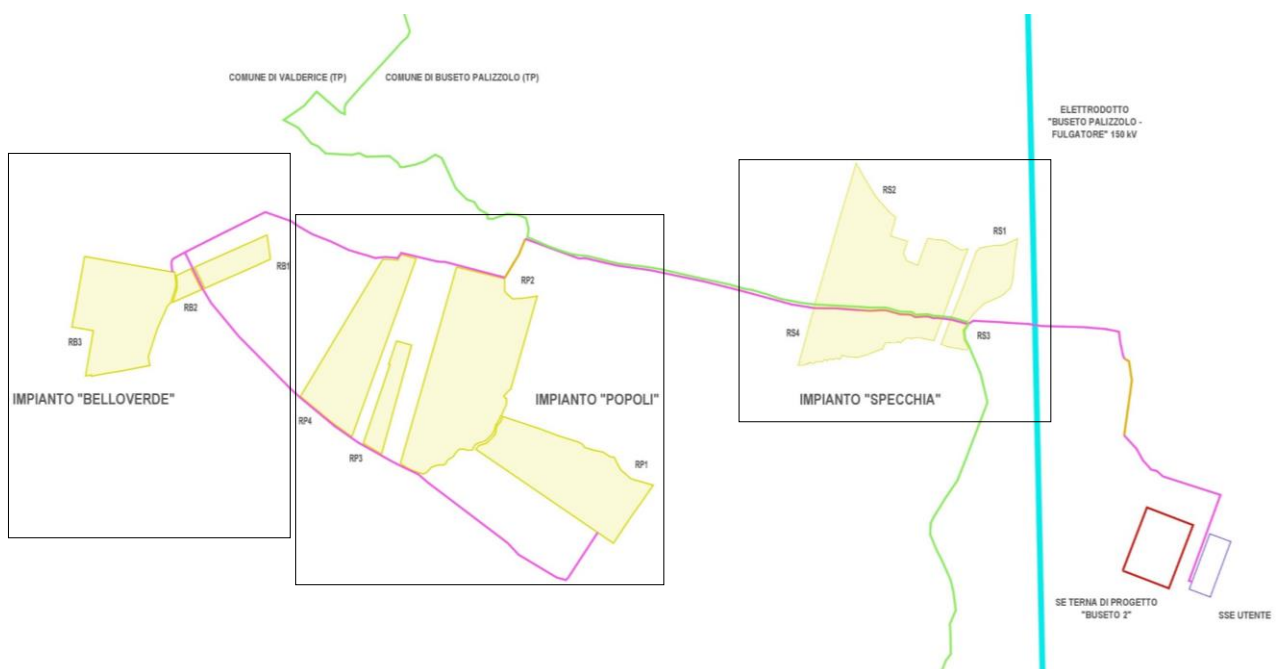 COMUNE DI VALDERICE (TP)
COMUNE DI BUSETO PALIZZOLO (TP)
ELETTRODOTTO
"BUSETO PALIZZOLO -
FULGATORE" 150 kV
RS2
RS1
RB1
RP2
RB2
RB3
RS4
RS3
IMPIANTO "BELLOVERDE"
IMPIANTO "POPOLI"
IMPIANTO "SPECCHIA"
RP4
RP3
RP1
SE TERNA DI PROGETTO
"BUSETO 2"
SSE UTENTE